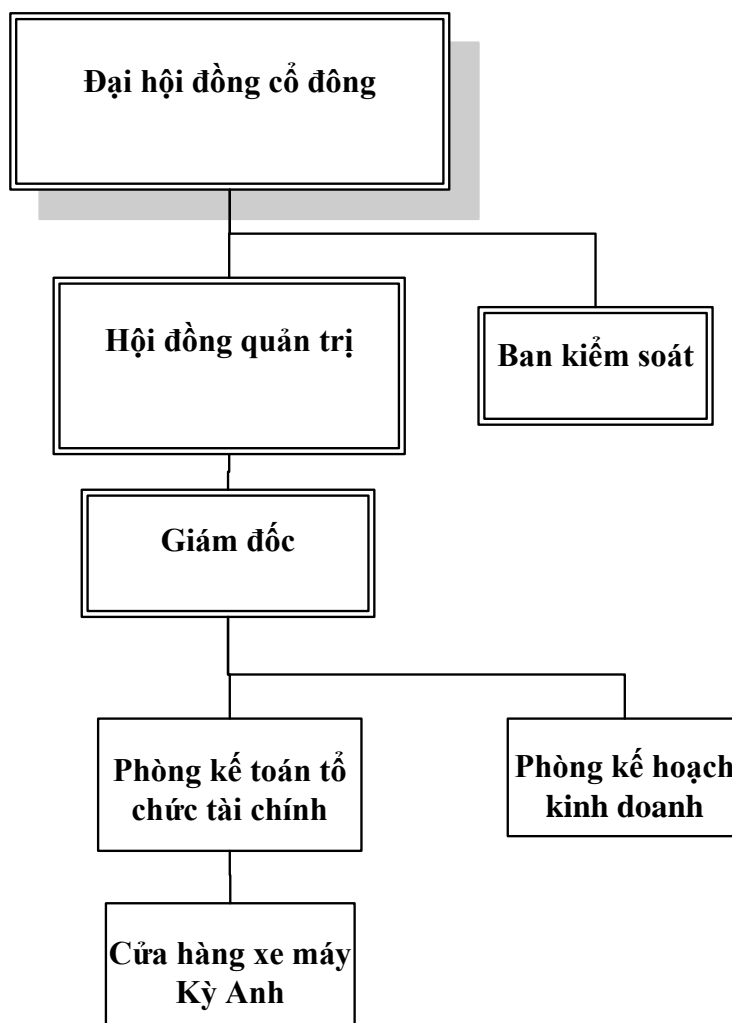 Đại hội đồng cổ đông
Hội đồng quản trị
Ban kiểm soát
Giám đốc
Phòng kế toán tổ
chức tài chính
Phòng kế hoạch
kinh doanh
Cửa hàng xe máy
Kỳ Anh